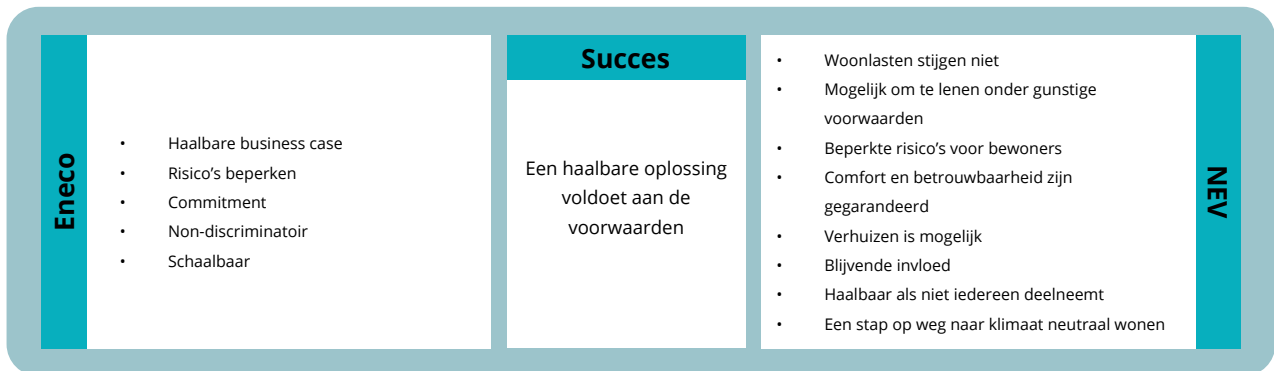 Eneco
• Haalbare business case
• Risico's beperken
• Commitment
• Non-discriminatoir
• Schaalbaar
Succes
Een haalbare oplossing
voldoet aan de
voorwaarden
• Woonlasten stijgen niet
• Mogelijk om te lenen onder gunstige
voorwaarden
• Beperkte risico's voor bewoners
• Comfort en betrouwbaarheid zijn
gegarandeerd
• Verhuizen is mogelijk
• Blijvende invloed
• Haalbaar als niet iedereen deelneemt
• Een stap op weg naar klimaat neutraal wonen
NEV